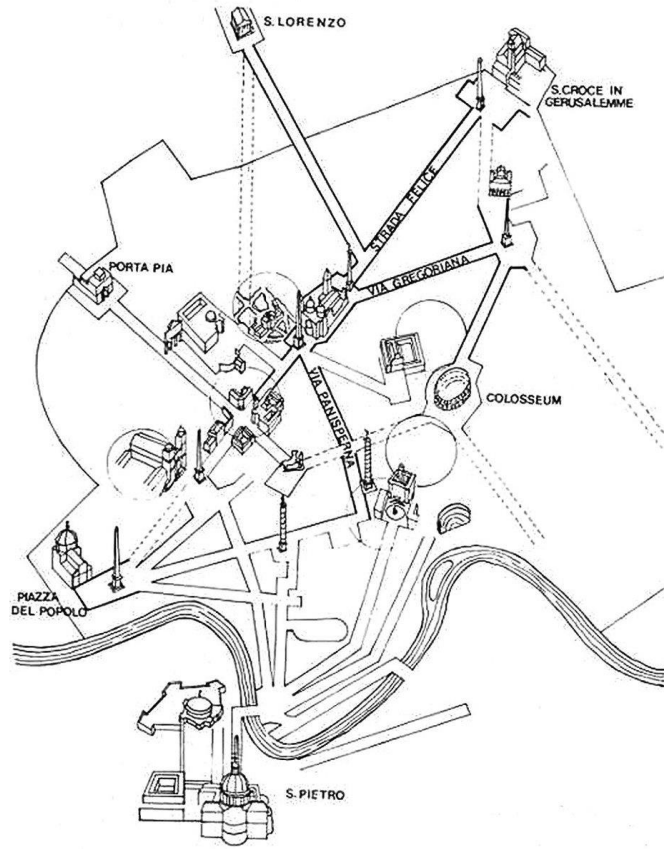 S. LORENZO
S. CROCE IN
GERUSALEMME
STRADA FELICE
PORTA PIA
VIA GREGORIANA
VIA PANISPERNA
COLOSSEUM
PIAZZA
DEL POPOLO
S. PIETRO